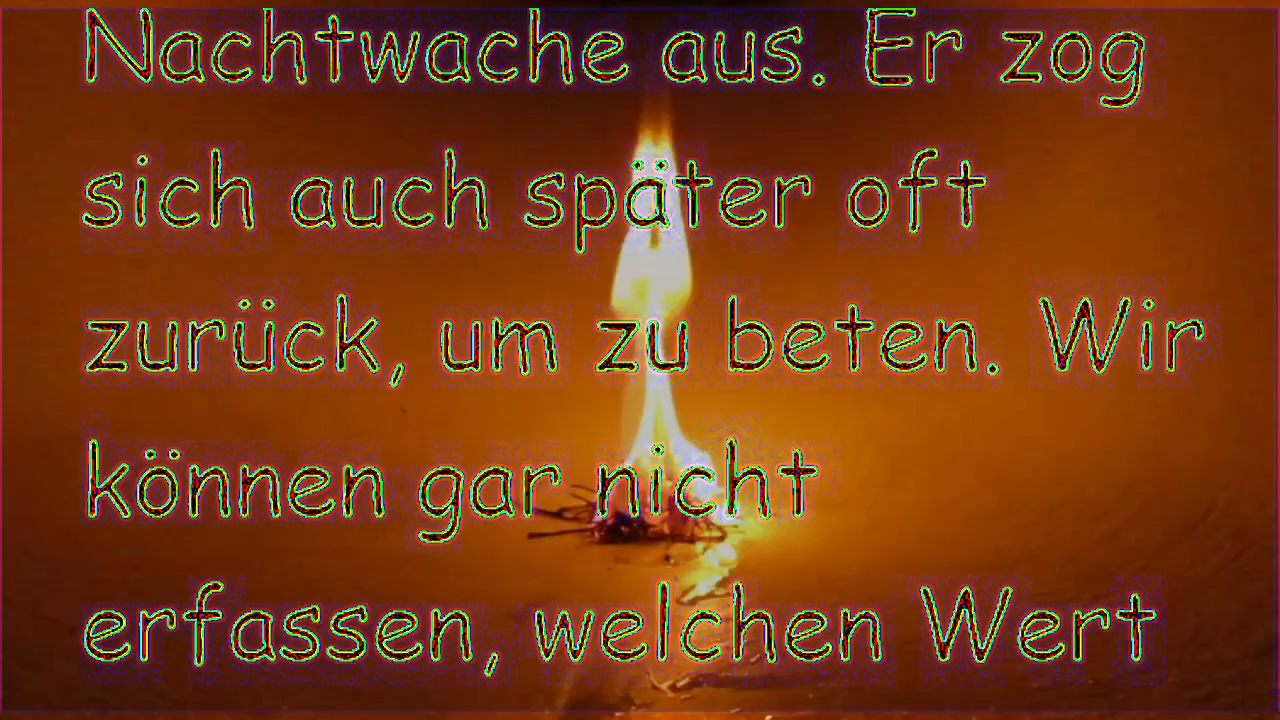 Nachtwache aus. Er zog
sich auch später oft
zurück, um zu beten. Wir
können gar nicht
erfassen, welchen Wert